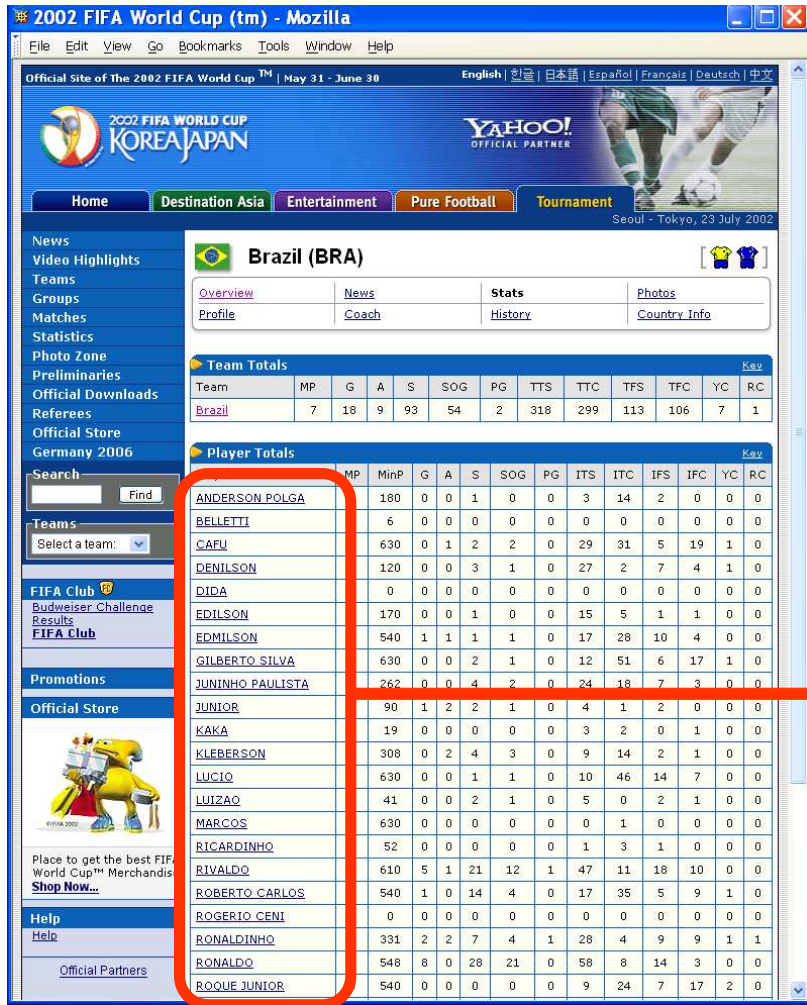 2002 FIFA World Cup (tm) - Mozilla
File Edit View Go Bookmarks Tools Window Help
Official Site of The 2002 FIFA World Cup TM | May 31 - June 30 English | 한글 | 日本語 | Español | Français | Deutsch | 中文
2002 FIFA WORLD CUP
KOREA JAPAN
YAHOO!
OFFICIAL PARTNER
Home Destination Asia Entertainment Pure Football Tournament
Seoul - Tokyo, 23 July 2002
News
Video Highlights
Teams
Groups
Matches
Statistics
Photo Zone
Preliminaries
Official Downloads
Referees
Official Store
Germany 2006
Search
Find
Teams
Select a team:
FIFA Club
Budweiser Challenge
Results
FIFA Club
Promotions
Official Store
Place to get the best FIF
World Cup™ Merchandis
Shop Now...
Help
Help
Official Partners
Brazil (BRA)
Overview News Stats Photos
Profile Coach History Country Info
Team Totals Key
Team MP G A S SOG PG TTS TTC TFS TFC YC RC
Brazil 7 18 9 93 54 2 318 299 113 106 7 1
Player Totals Key
MP MinP G A S SOG PG ITS ITC IFS IFC YC RC
ANDERSON POLGA 180 0 0 1 0 0 3 14 2 0 0 0
BELLETTI 6 0 0 0 0 0 0 0 0 0 0 0
CAFU 630 0 1 2 2 0 29 31 5 19 1 0
DENILSON 120 0 0 3 1 0 27 2 7 4 1 0
DIDA 0 0 0 0 0 0 0 0 0 0 0 0
EDILSON 170 0 0 1 0 0 15 5 1 1 0 0
EDMILSON 540 1 1 1 1 0 17 28 10 4 0 0
GILBERTO SILVA 630 0 0 2 1 0 12 51 6 17 1 0
JUNINHO PAULISTA 262 0 0 4 2 0 24 18 7 3 0 0
JUNIOR 90 1 2 2 1 0 4 1 2 0 0 0
KAKA 19 0 0 0 0 0 3 2 0 1 0 0
KLEBERSON 308 0 2 4 3 0 9 14 2 1 0 0
LUCIO 630 0 0 1 1 0 10 46 14 7 0 0
LUIZAO 41 0 0 2 1 0 5 0 2 1 0 0
MARCOS 630 0 0 0 0 0 0 1 0 0 0 0
RICARDINHO 52 0 0 0 0 0 1 3 1 0 0 0
RIVALDO 610 5 1 21 12 1 47 11 18 10 0 0
ROBERTO CARLOS 540 1 0 14 4 0 17 35 5 9 1 0
ROGERIO CENI 0 0 0 0 0 0 0 0 0 0 0 0
RONALDINHO 331 2 2 7 4 1 28 4 9 9 1 1
RONALDO 548 8 0 28 21 0 58 8 14 3 0 0
ROQUE JUNIOR 540 0 0 0 0 0 9 24 7 17 2 0